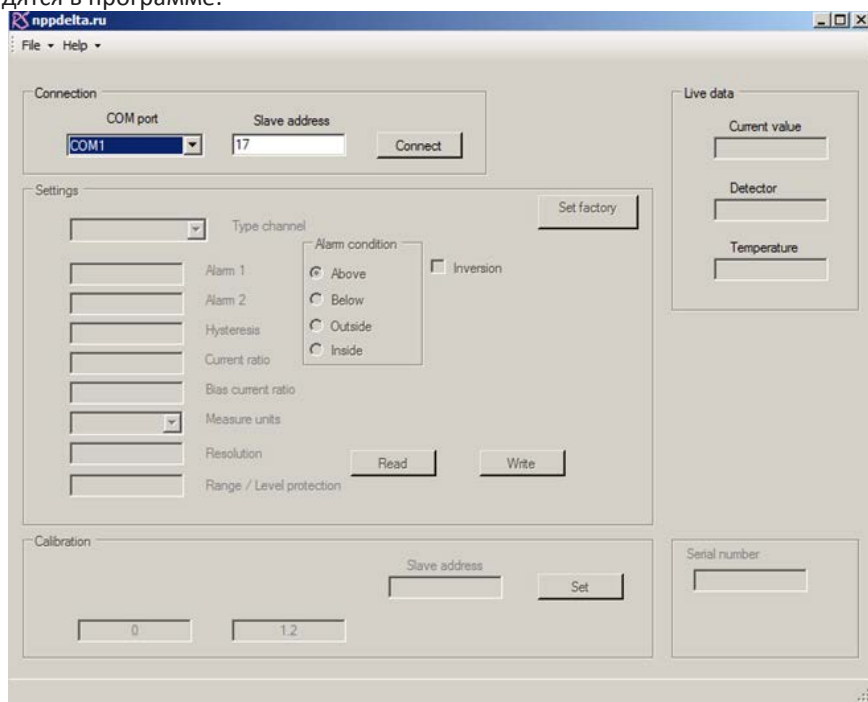 дятся в программе.
nppdelta.ru
File Help
Connection
COM port Slave address
COM1 17 Connect
Live data
Current value
Detector
Temperature
Settings
Set factory
Type channel
Alarm condition
Above
Below
Outside
Inside
Inversion
Alarm 1
Alarm 2
Hysteresis
Current ratio
Bias current ratio
Measure units
Resolution
Range / Level protection
Read Write
Calibration
Slave address
Set
0 1.2
Serial number